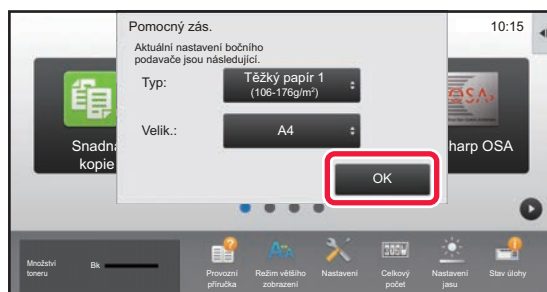 Pomocný zás.
10:15
Aktuální nastavení bočního
podavače jsou následující.
Typ:
Těžký papír 1
(106-176g/m²)
Velik.:
A4
OK
Snadn
kopie
OSA
harp OSA
Množství
toneru
Bk
Provozní
příručka
Režim většího
zobrazení
Nastavení
Celkový
počet
Nastavení
jasu
Stav úlohy